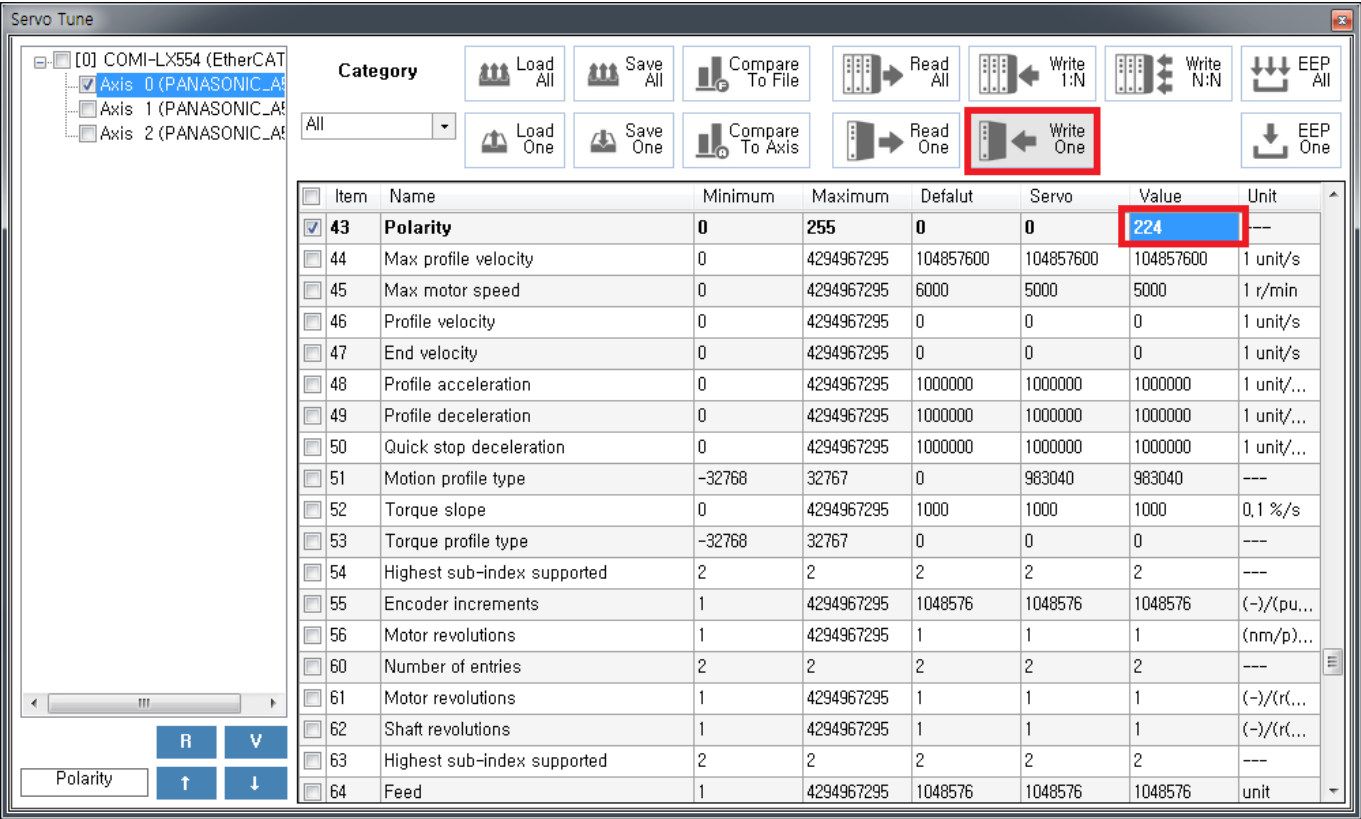 Servo Tune
[0] COMI-LX554 (EtherCAT
Axis 0 (PANASONIC_A5
Axis 1 (PANASONIC_A5
Axis 2 (PANASONIC_A5
Category
All
Load All
Save All
Compare To File
Read All
Write 1:N
Write N:N
EEP All
Load One
Save One
Compare To Axis
Read One
Write One
EEP One
Item Name Minimum Maximum Defalut Servo Value Unit
43 Polarity 0 255 0 0 224 ---
44 Max profile velocity 0 4294967295 104857600 104857600 104857600 1 unit/s
45 Max motor speed 0 4294967295 6000 5000 5000 1 r/min
46 Profile velocity 0 4294967295 0 0 0 1 unit/s
47 End velocity 0 4294967295 0 0 0 1 unit/s
48 Profile acceleration 0 4294967295 1000000 1000000 1000000 1 unit/...
49 Profile deceleration 0 4294967295 1000000 1000000 1000000 1 unit/...
50 Quick stop deceleration 0 4294967295 1000000 1000000 1000000 1 unit/...
51 Motion profile type -32768 32767 0 983040 983040 ---
52 Torque slope 0 4294967295 1000 1000 1000 0.1 %/s
53 Torque profile type -32768 32767 0 0 0 ---
54 Highest sub-index supported 2 2 2 2 2 ---
55 Encoder increments 1 4294967295 1048576 1048576 1048576 (-)/(pu...
56 Motor revolutions 1 4294967295 1 1 1 (nm/p)...
60 Number of entries 2 2 2 2 2 ---
61 Motor revolutions 1 4294967295 1 1 1 (-)/(r(...
62 Shaft revolutions 1 4294967295 1 1 1 (-)/(r(...
63 Highest sub-index supported 2 2 2 2 2 ---
64 Feed 1 4294967295 1048576 1048576 1048576 unit
R V
Polarity ↑ ↓